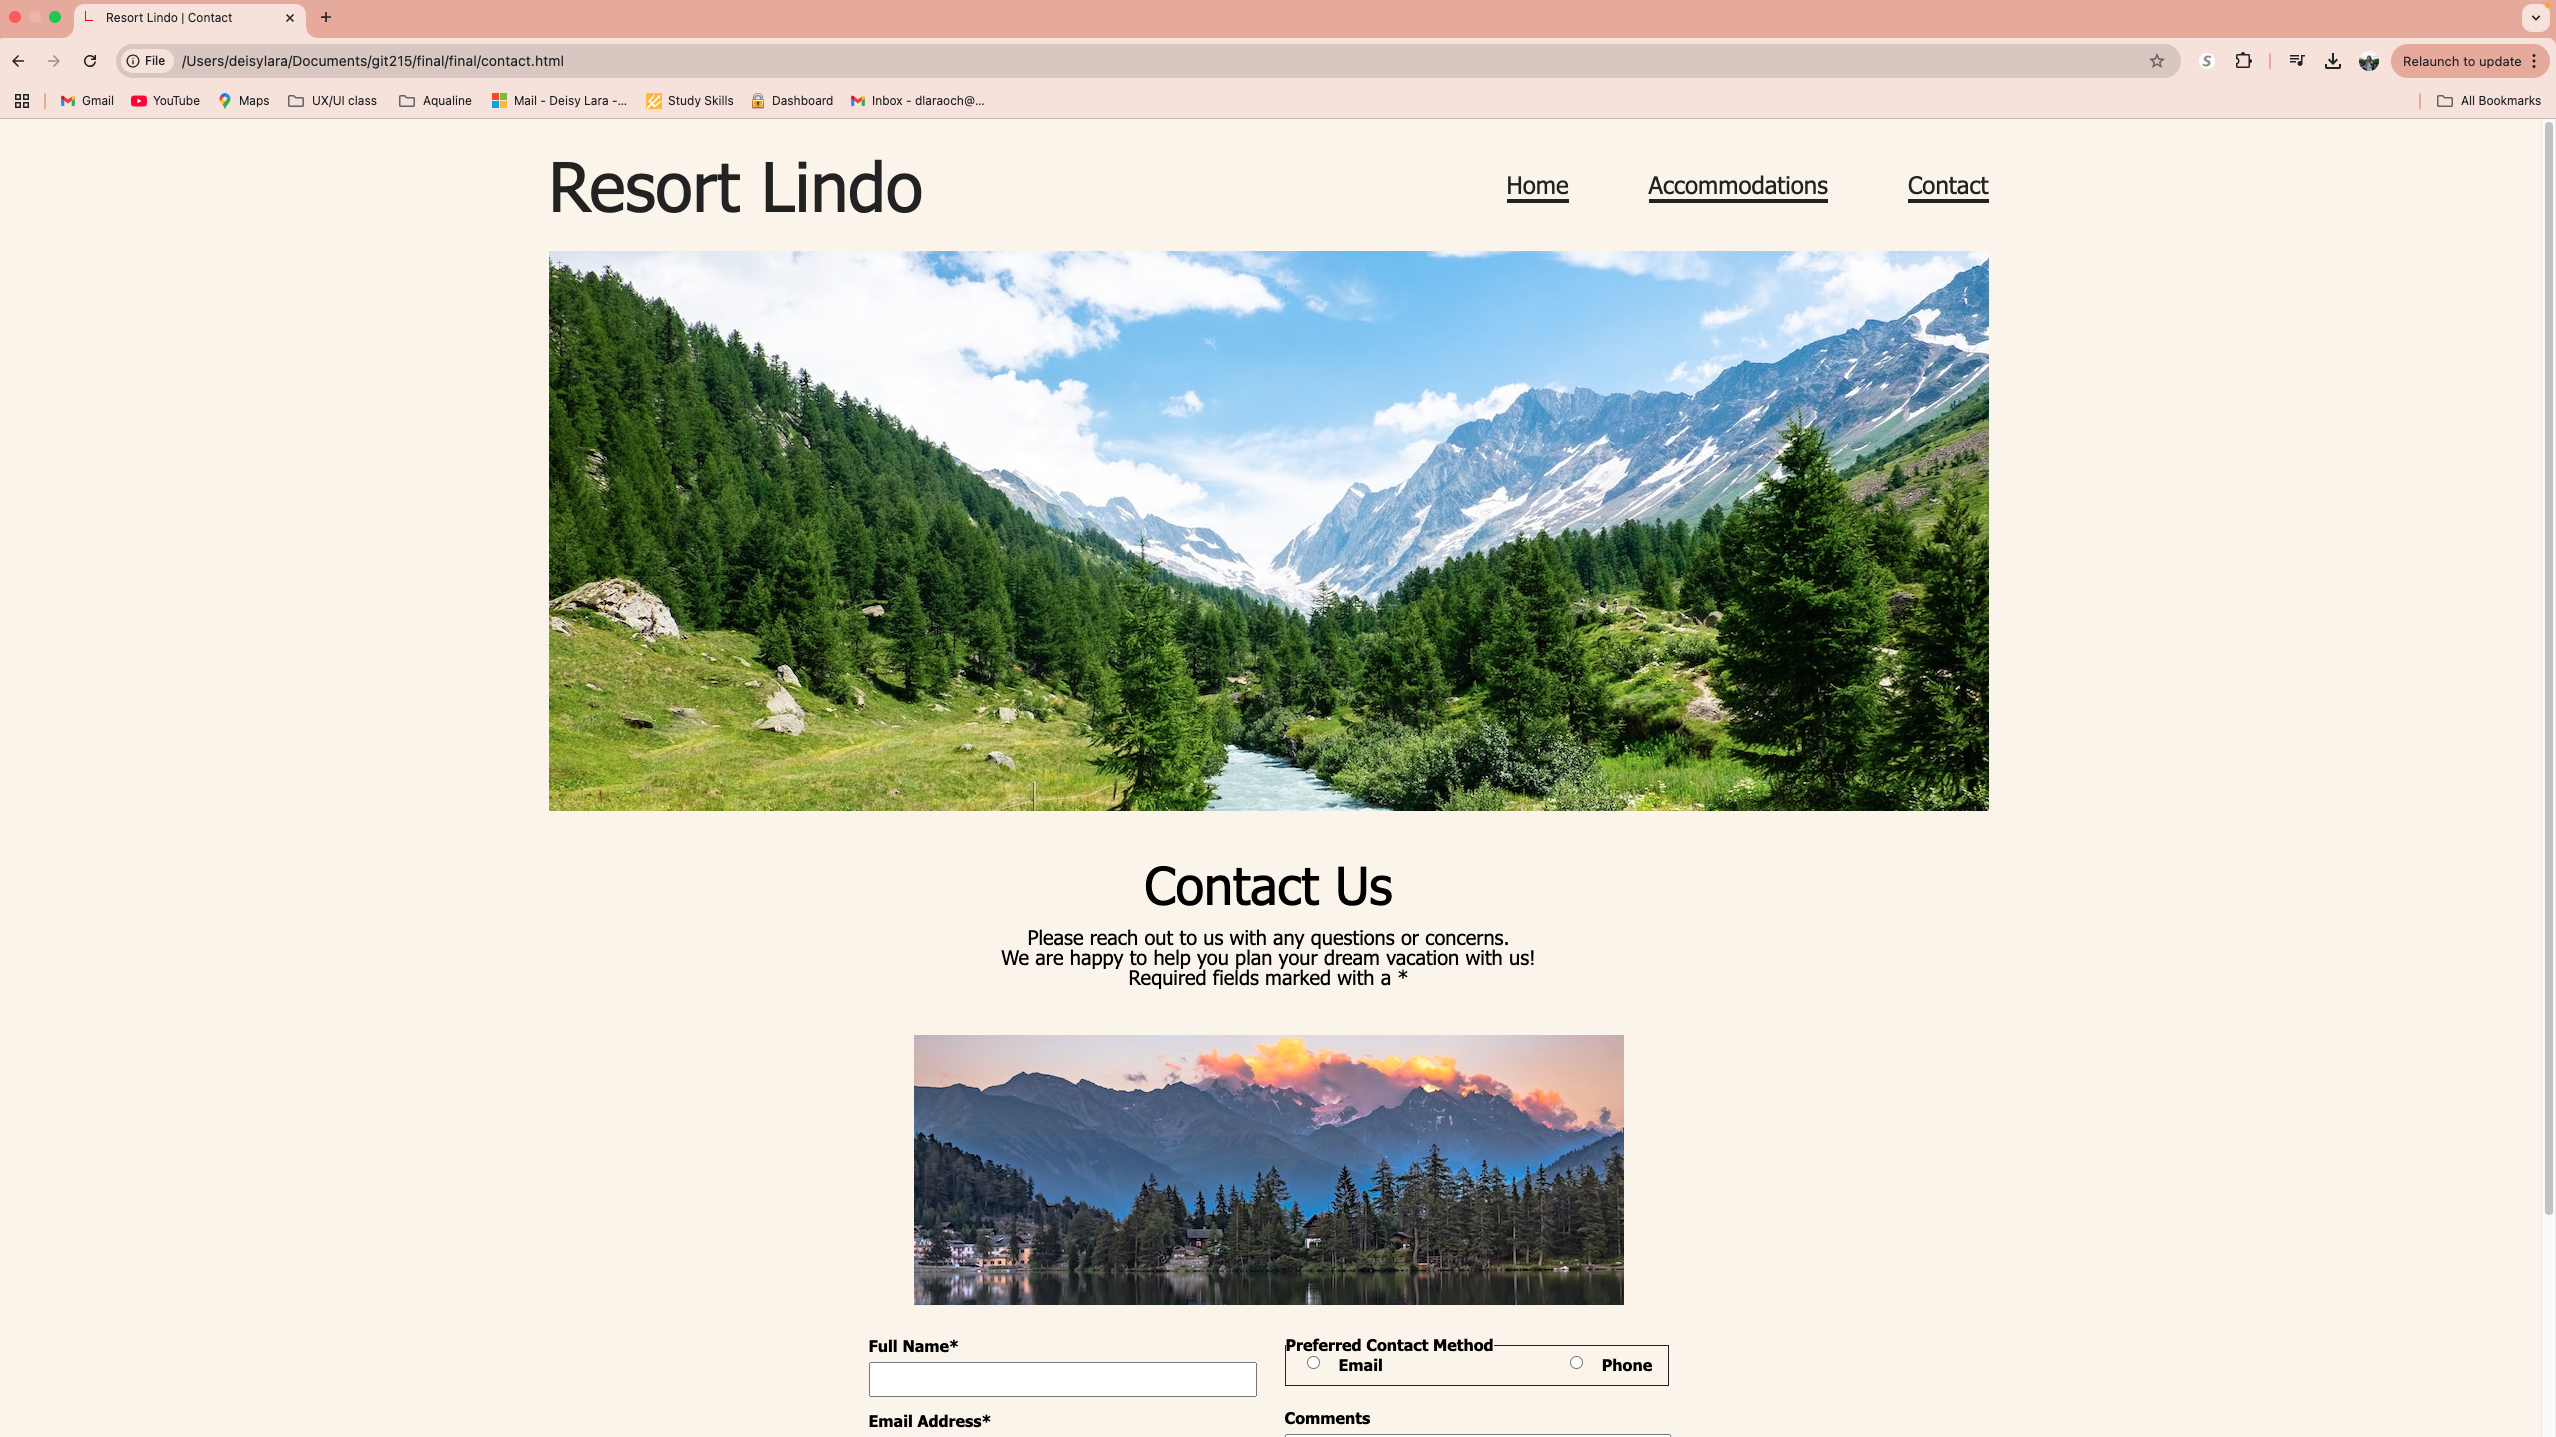 Resort Lindo | Contact
File /Users/deisylara/Documents/git215/final/final/contact.html
Relaunch to update
Gmail YouTube Maps UX/UI class Aqualine Mail - Deisy Lara -... Study Skills Dashboard Inbox - dlaraoch@... All Bookmarks
Resort Lindo
Home Accommodations Contact
Contact Us
Please reach out to us with any questions or concerns.
We are happy to help you plan your dream vacation with us!
Required fields marked with a *
Full Name*
Preferred Contact Method
Email Phone
Email Address*
Comments